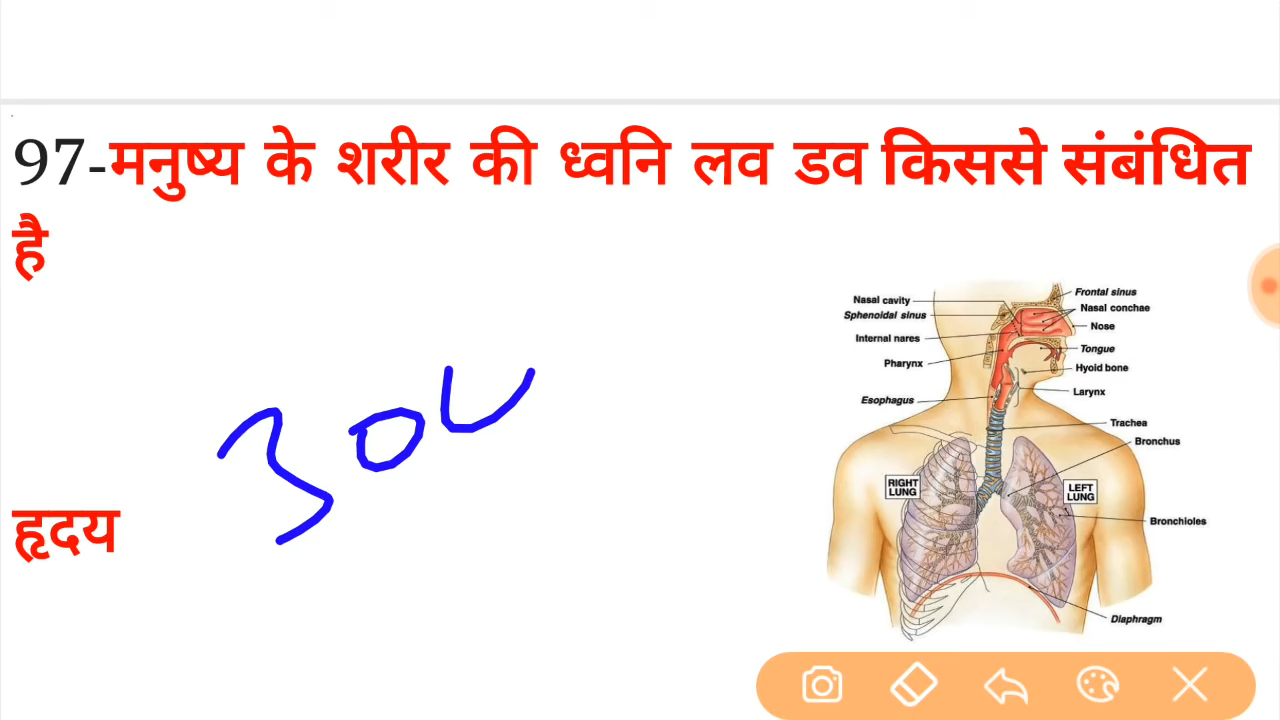 97-मनुष्य के शरीर की ध्वनि लव डव किससे संबंधित
है
Nasal cavity
Sphenoidal sinus
Internal nares
Pharynx
Esophagus
Frontal sinus
Nasal conchae
Nose
Tongue
Hyoid bone
Larynx
Trachea
Bronchus
RIGHT
LUNG
LEFT
LUNG
Bronchioles
Diaphragm
हृदय